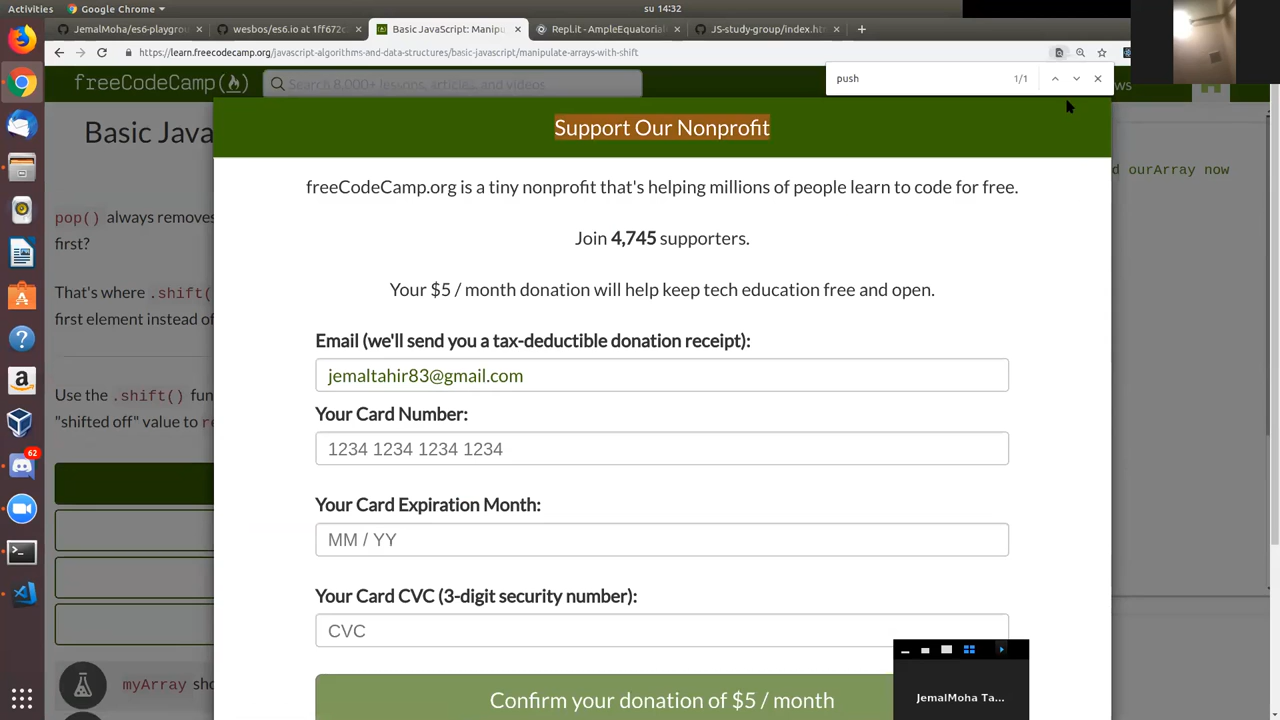 Activities Google Chrome su 14:32
JemalMoha/es6-playgrou
wesbos/es6.io at 1ff672c
Basic JavaScript: Manipu
Repl.it - AmpleEquatorial
JS-study-group/index.ht
https://learn.freecodecamp.org/javascript-algorithms-and-data-structures/basic-javascript/manipulate-arrays-with-shift
freeCodeCamp
Search 8,000+ lessons, articles, and videos
push 1/1
ws
Basic Jav
Support Our Nonprofit
d ourArray now
freeCodeCamp.org is a tiny nonprofit that's helping millions of people learn to code for free.
pop() always removes
first?
Join 4,745 supporters.
That's where .shift(
first element instead of
Your $5 / month donation will help keep tech education free and open.
Email (we'll send you a tax-deductible donation receipt):
jemaltahir83@gmail.com
Use the .shift() fun
"shifted off" value to re
Your Card Number:
1234 1234 1234 1234
62
Your Card Expiration Month:
MM / YY
Your Card CVC (3-digit security number):
CVC
myArray sho
Confirm your donation of $5 / month
JemalMoha Ta...